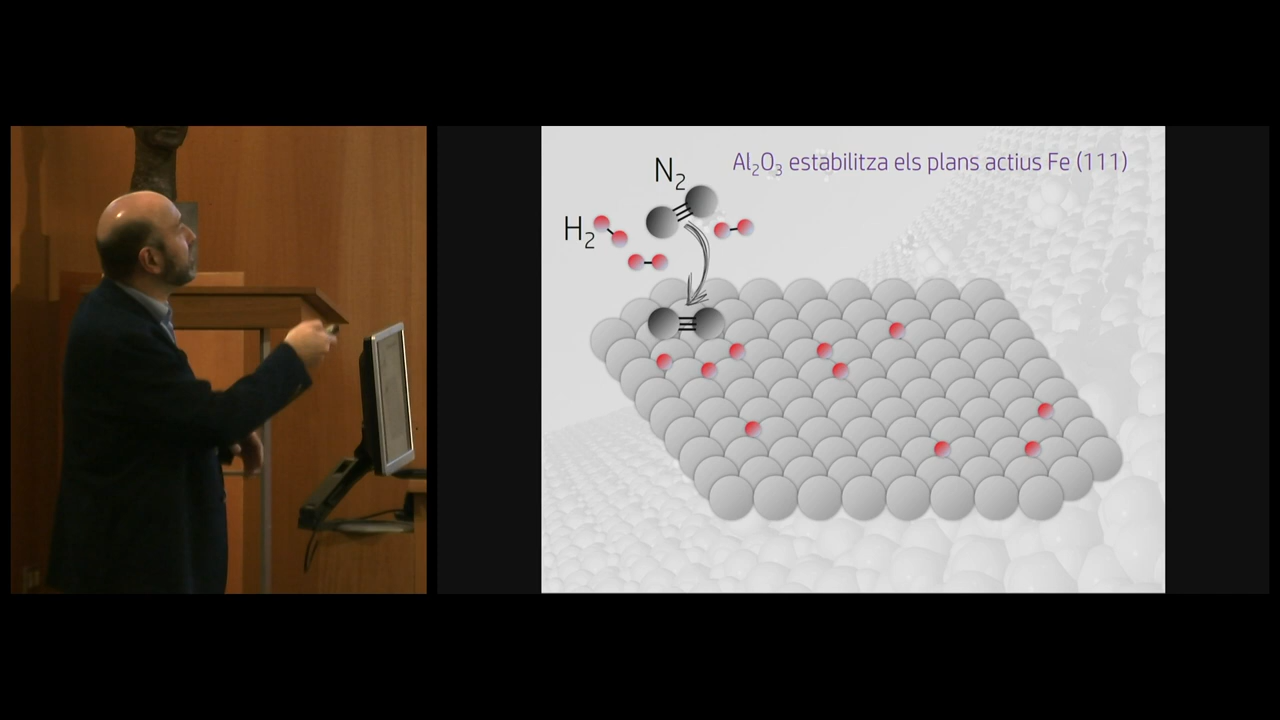 Al₂O₃ estabilitza els plans actius Fe (111)
N₂
H₂